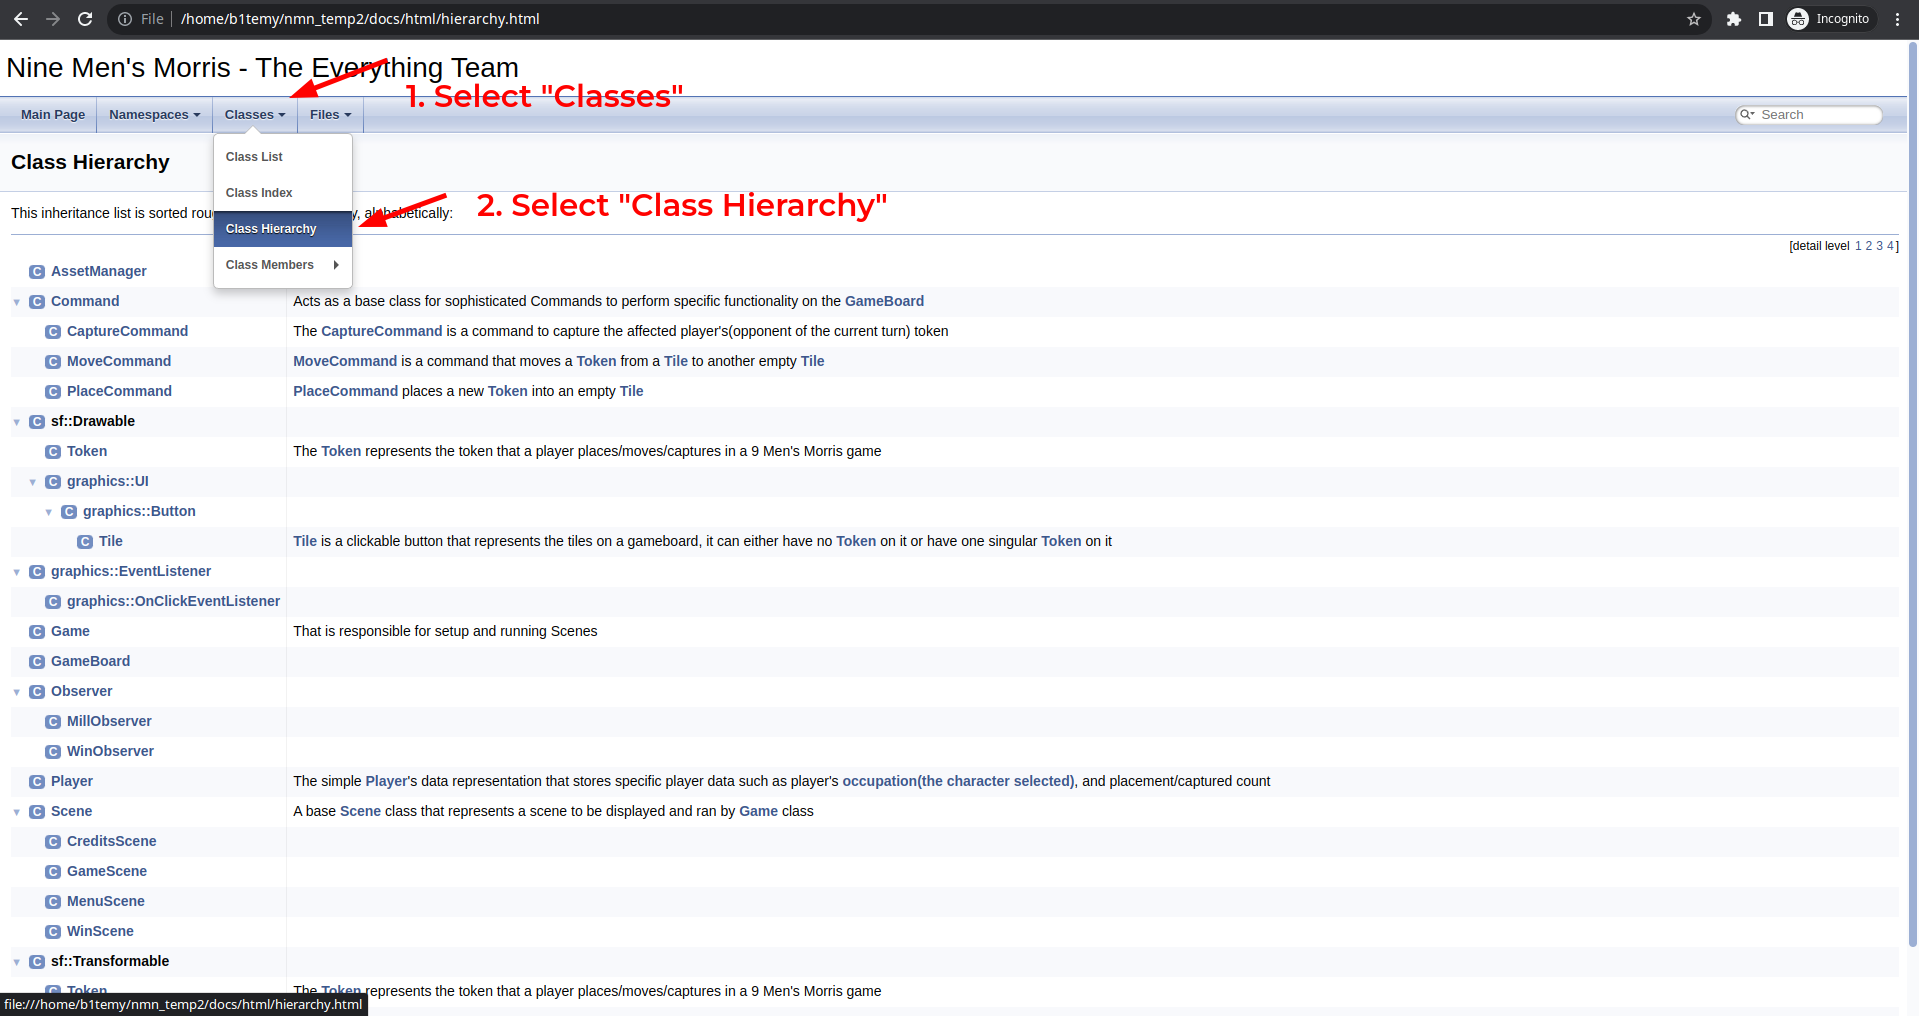 File /home/b1temy/nmn_temp2/docs/html/hierarchy.html Incognito
Nine Men's Morris - The Everything Team
1. Select "Classes"
Main Page Namespaces Classes Files Search
Class List
Class Hierarchy
Class Index
This inheritance list is sorted alphabetically:
2. Select "Class Hierarchy"
Class Hierarchy
[detail level 1 2 3 4]
Class Members
AssetManager
Command Acts as a base class for sophisticated Commands to perform specific functionality on the GameBoard
CaptureCommand The CaptureCommand is a command to capture the affected player's(opponent of the current turn) token
MoveCommand MoveCommand is a command that moves a Token from a Tile to another empty Tile
PlaceCommand PlaceCommand places a new Token into an empty Tile
sf::Drawable
Token The Token represents the token that a player places/moves/captures in a 9 Men's Morris game
graphics::UI
graphics::Button
Tile Tile is a clickable button that represents the tiles on a gameboard, it can either have no Token on it or have one singular Token on it
graphics::EventListener
graphics::OnClickEventListener
Game That is responsible for setup and running Scenes
GameBoard
Observer
MillObserver
WinObserver
Player The simple Player's data representation that stores specific player data such as player's occupation(the character selected), and placement/captured count
Scene A base Scene class that represents a scene to be displayed and ran by Game class
CreditsScene
GameScene
MenuScene
WinScene
sf::Transformable
Token The Token represents the token that a player places/moves/captures in a 9 Men's Morris game
file:///home/b1temy/nmn_temp2/docs/html/hierarchy.html